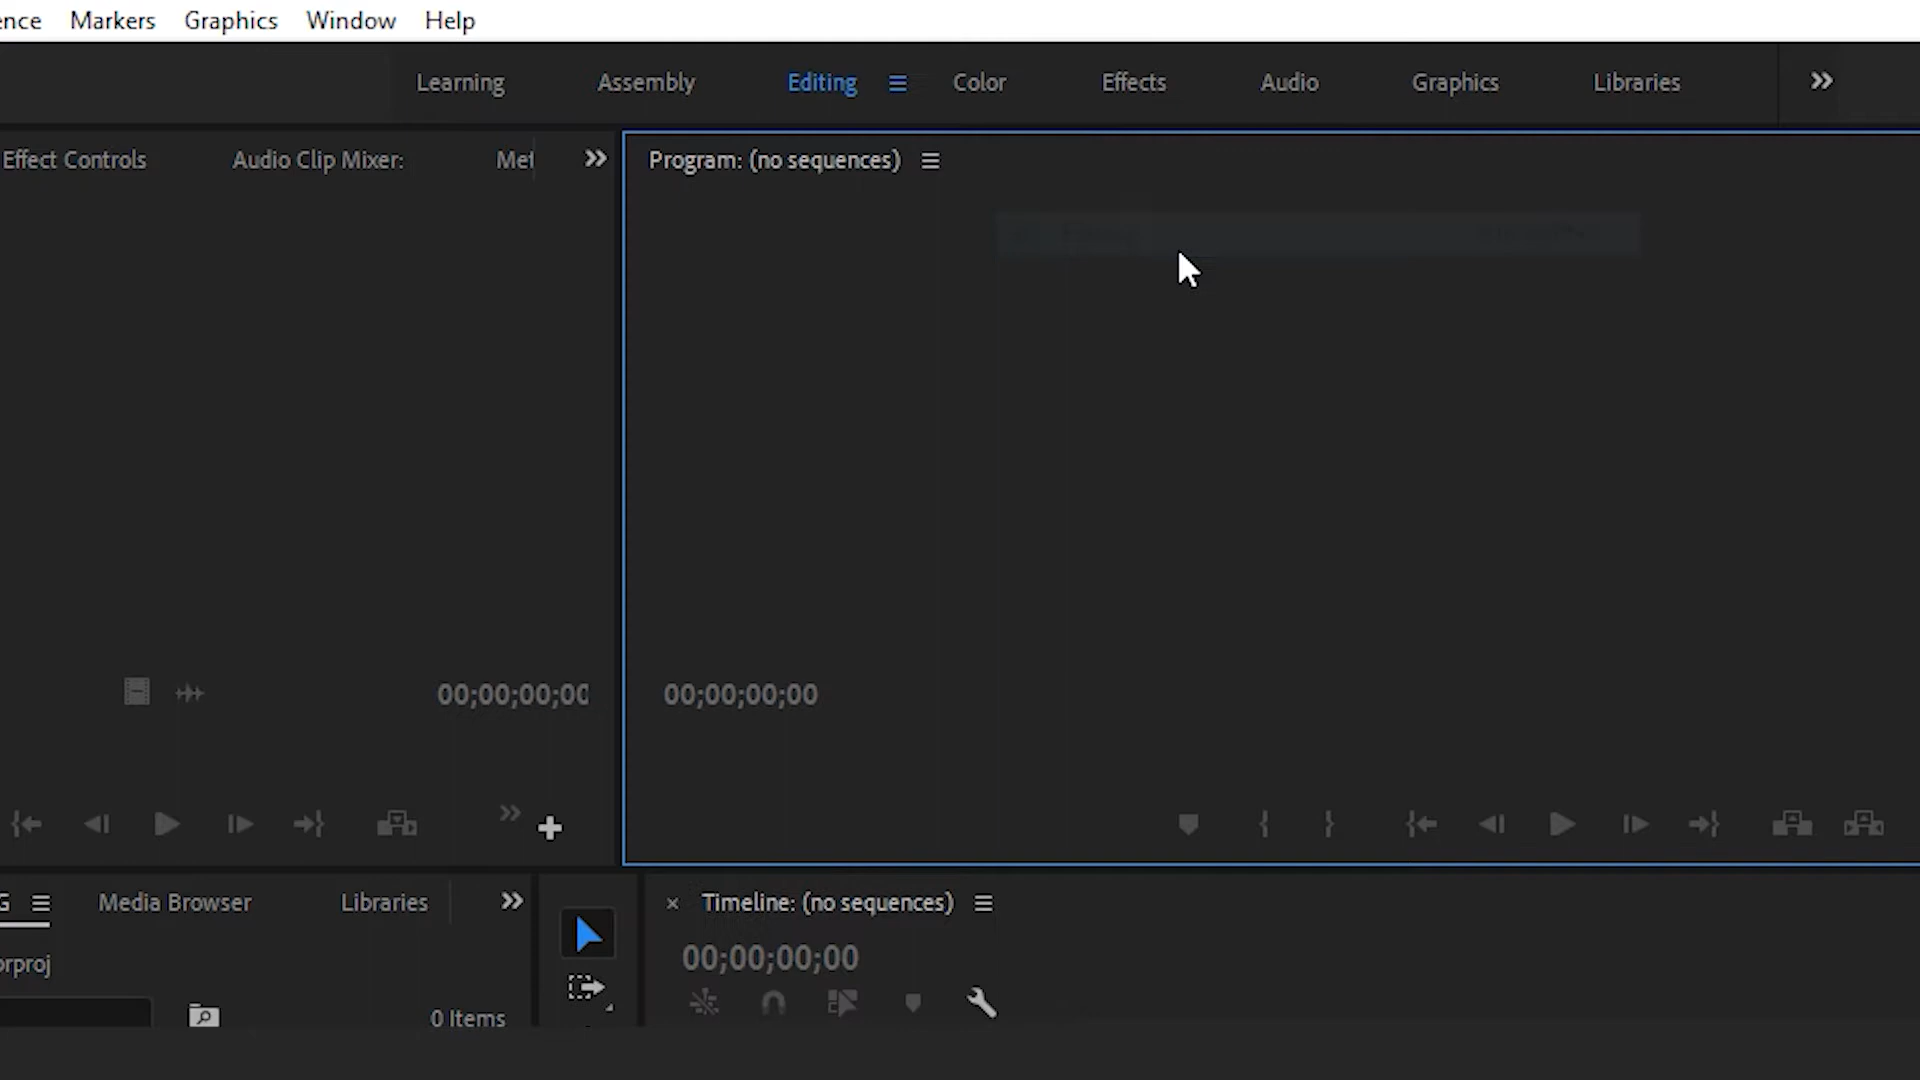 ence Markers Graphics Window Help
Learning Assembly Editing Color Effects Audio Graphics Libraries
Effect Controls Audio Clip Mixer: Met
Program: (no sequences)
00;00;00;00
00;00;00;00
G Media Browser Libraries
orproj
0 Items
Timeline: (no sequences)
00;00;00;00